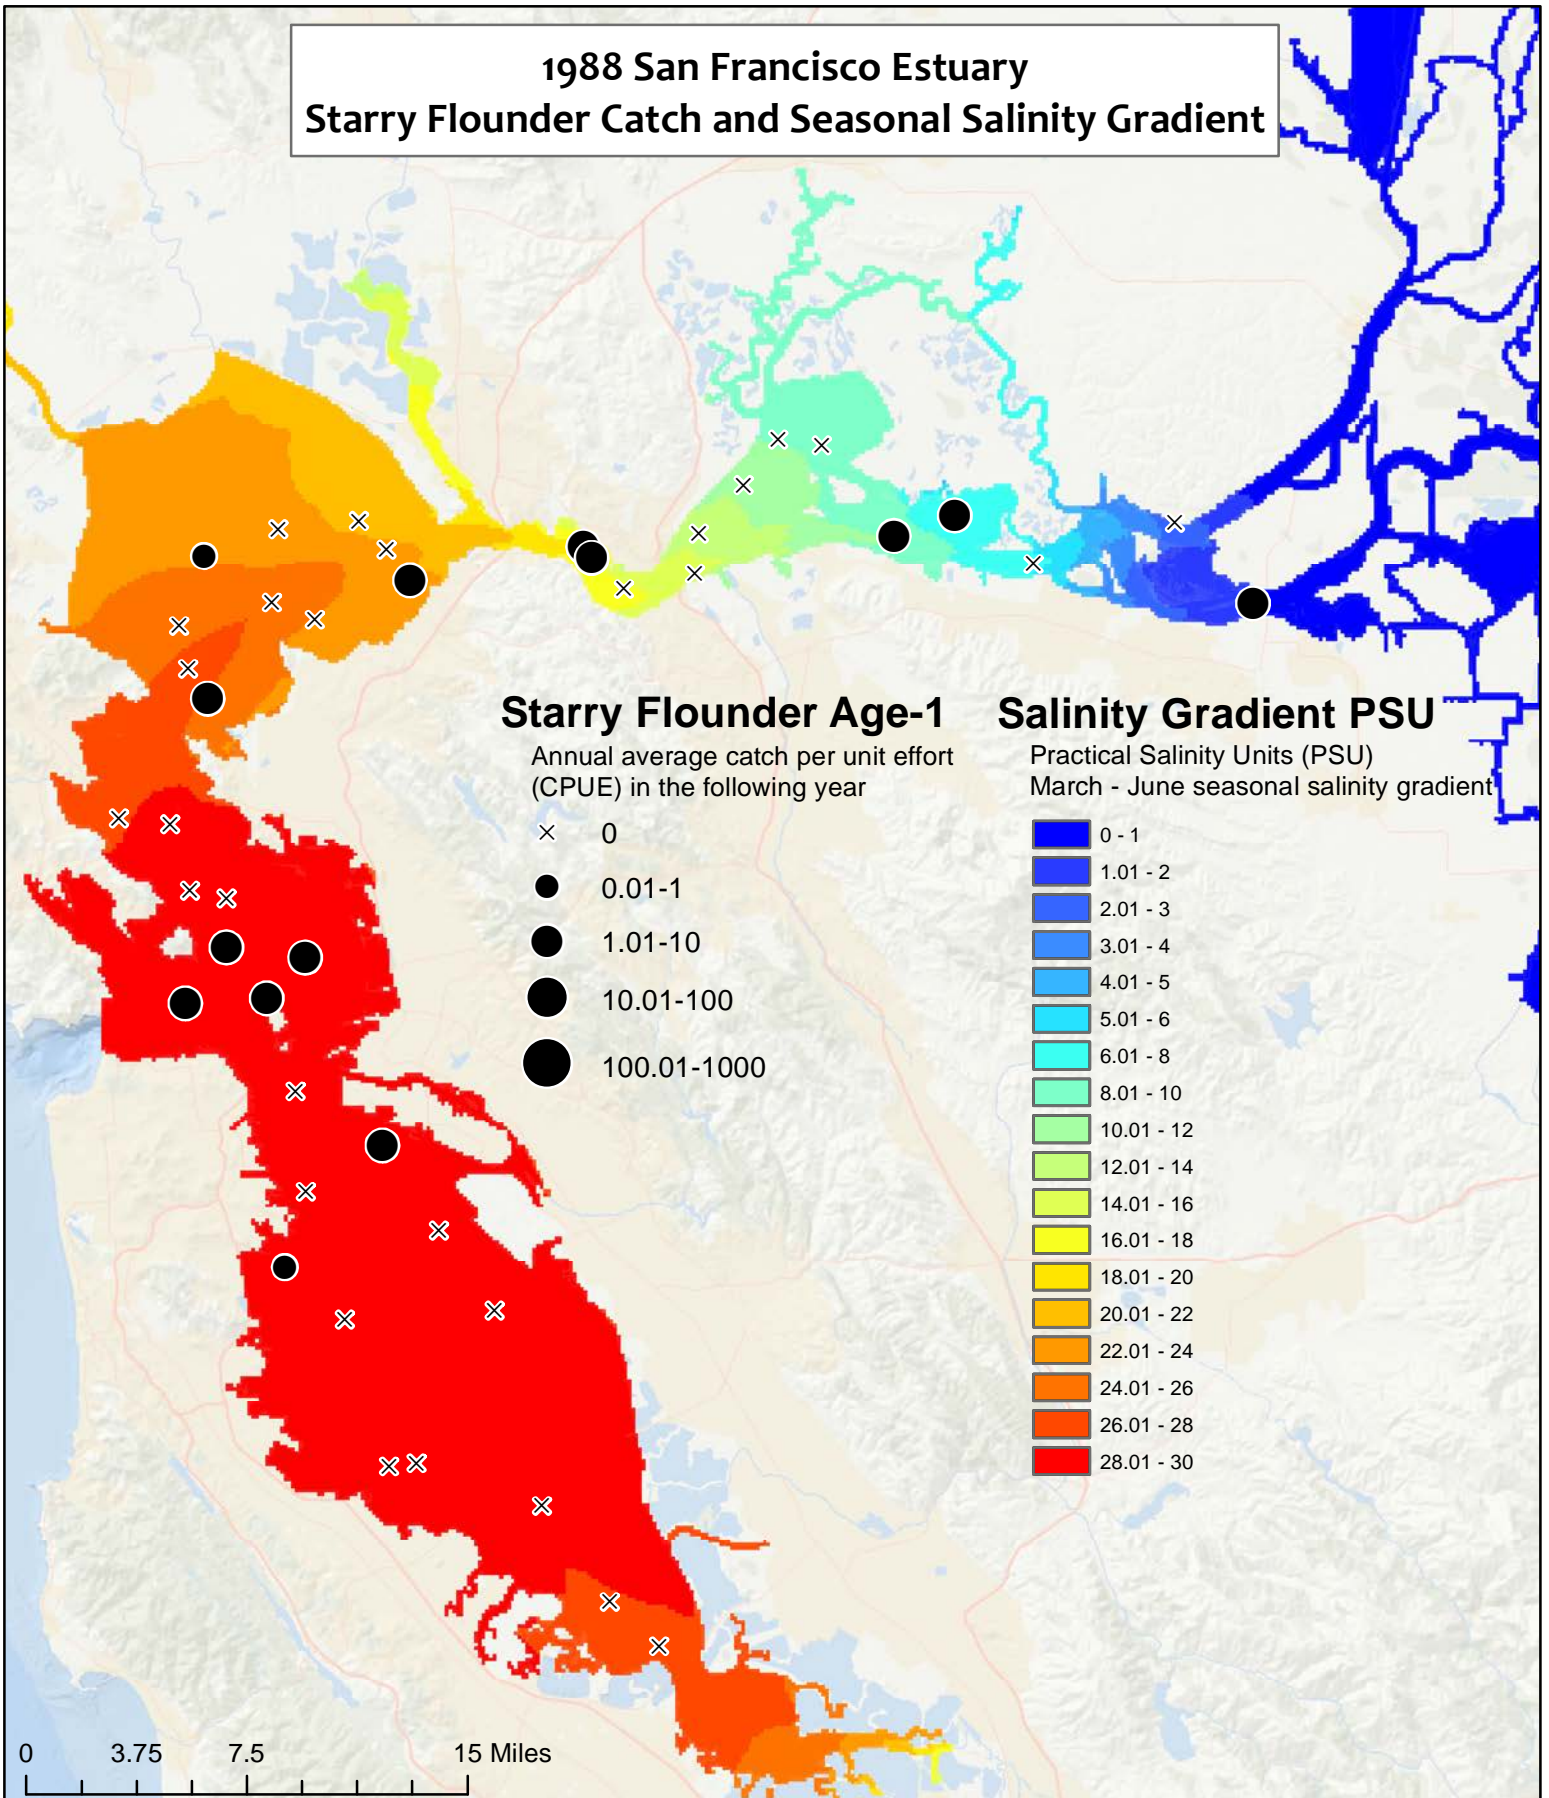 1988 San Francisco Estuary
Starry Flounder Catch and Seasonal Salinity Gradient
Starry Flounder Age-1
Annual average catch per unit effort
(CPUE) in the following year
0
0.01-1
1.01-10
10.01-100
100.01-1000
Salinity Gradient PSU
Practical Salinity Units (PSU)
March - June seasonal salinity gradient
0 - 1
1.01 - 2
2.01 - 3
3.01 - 4
4.01 - 5
5.01 - 6
6.01 - 8
8.01 - 10
10.01 - 12
12.01 - 14
14.01 - 16
16.01 - 18
18.01 - 20
20.01 - 22
22.01 - 24
24.01 - 26
26.01 - 28
28.01 - 30
0 3.75 7.5 15 Miles